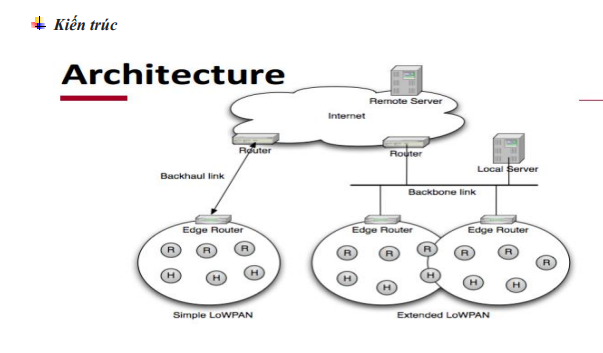 Kiến trúc
Architecture
Remote Server
Internet
Router
Router
Local Server
Backhaul link
Backbone link
Edge Router
Edge Router
Edge Router
R
R
R
H
H
H
R
R
R
H
H
H
R
R
R
H
H
Simple LoWPAN
Extended LoWPAN